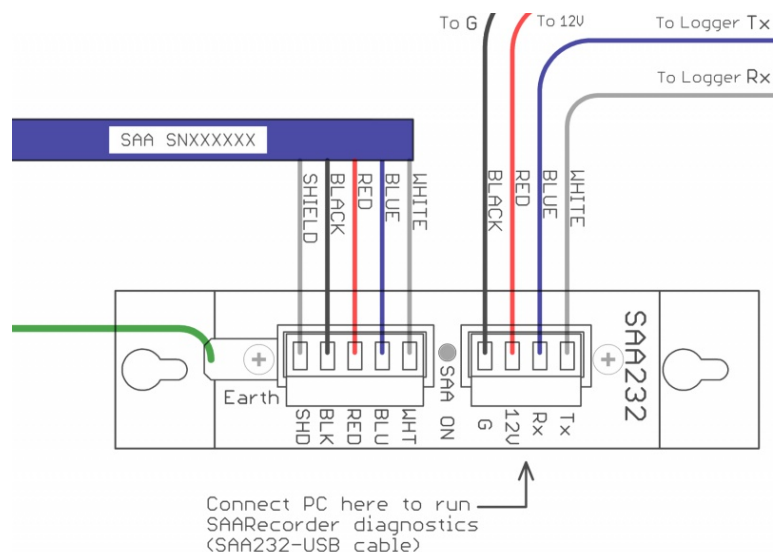 To G
To 12V
To Logger Tx
To Logger Rx
SAA SNXXXXXX
SHIELD
BLACK
RED
BLUE
WHITE
BLACK
RED
BLUE
WHITE
Earth
SHD
BLK
RED
BLU
WHT
SAA ON
G
12V
Rx
Tx
SAA232
Connect PC here to run
SAARecorder diagnostics
(SAA232-USB cable)